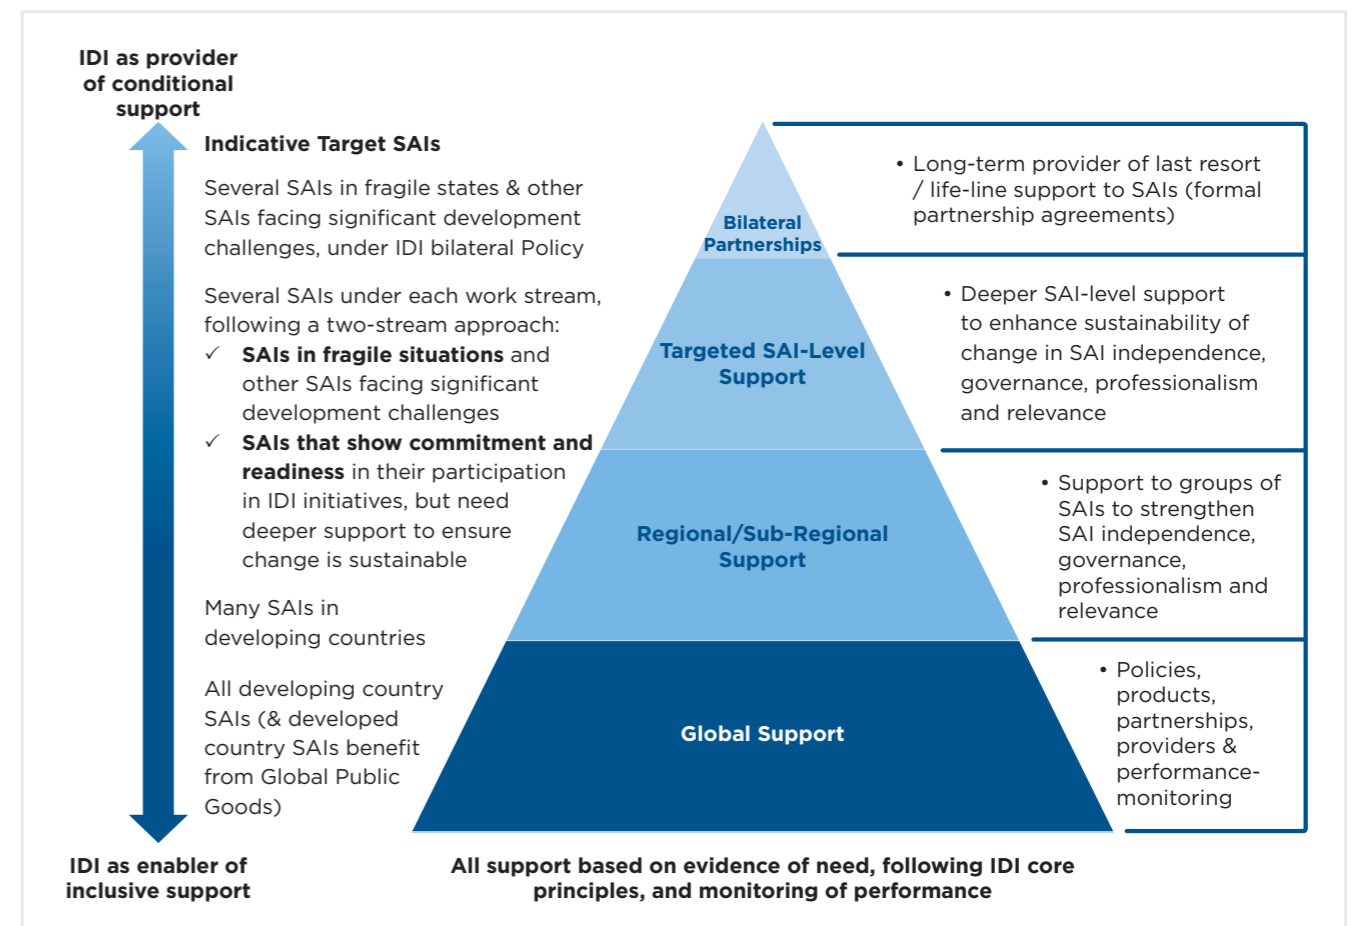 IDI as provider
of conditional
support
Indicative Target SAIs
Several SAIs in fragile states & other
SAIs facing significant development
challenges, under IDI bilateral Policy
Several SAIs under each work stream,
following a two-stream approach:
✓ SAIs in fragile situations and
other SAIs facing significant
development challenges
✓ SAIs that show commitment and
readiness in their participation
in IDI initiatives, but need
deeper support to ensure
change is sustainable
Many SAIs in
developing countries
All developing country
SAIs (& developed
country SAIs benefit
from Global Public
Goods)
IDI as enabler of
inclusive support
Bilateral
Partnerships
Targeted SAI-Level
Support
Regional/Sub-Regional
Support
Global Support
• Long-term provider of last resort
/ life-line support to SAIs (formal
partnership agreements)
• Deeper SAI-level support
to enhance sustainability of
change in SAI independence,
governance, professionalism
and relevance
• Support to groups of
SAIs to strengthen
SAI independence,
governance,
professionalism and
relevance
• Policies,
products,
partnerships,
providers &
performance-
monitoring
All support based on evidence of need, following IDI core
principles, and monitoring of performance